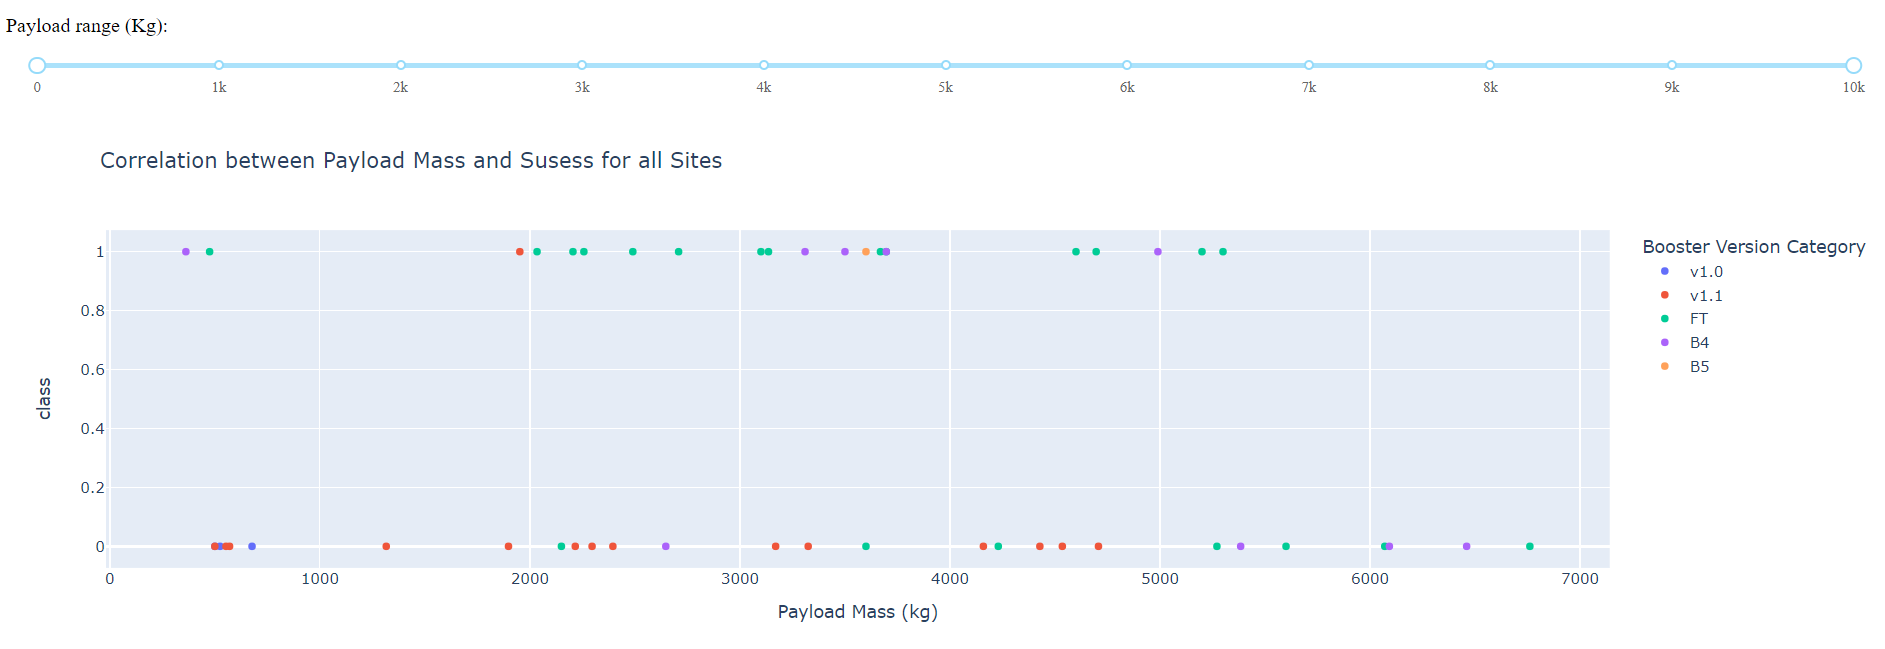 Payload range (Kg):
0 1k 2k 3k 4k 5k 6k 7k 8k 9k 10k
Correlation between Payload Mass and Susess for all Sites
1
0.8
0.6
0.4
0.2
0
class
0 1000 2000 3000 4000 5000 6000 7000
Payload Mass (kg)
Booster Version Category
v1.0
v1.1
FT
B4
B5